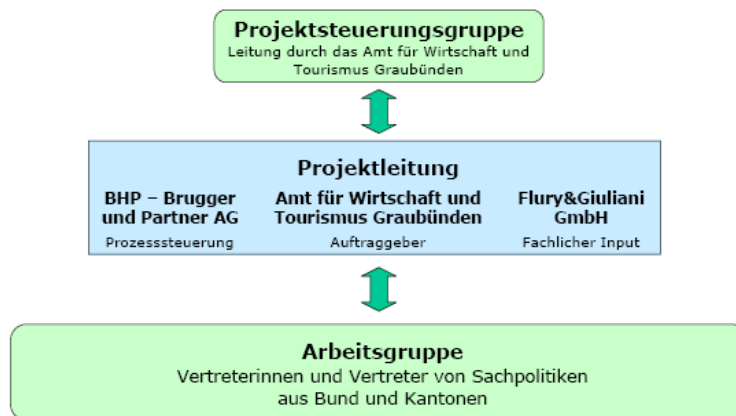 Projektsteuerungsgruppe
Leitung durch das Amt für Wirtschaft und
Tourismus Graubünden
Projektleitung
BHP – Brugger
und Partner AG
Prozesssteuerung
Amt für Wirtschaft und
Tourismus Graubünden
Auftraggeber
Flury&Giuliani
GmbH
Fachlicher Input
Arbeitsgruppe
Vertreterinnen und Vertreter von Sachpolitiken
aus Bund und Kantonen